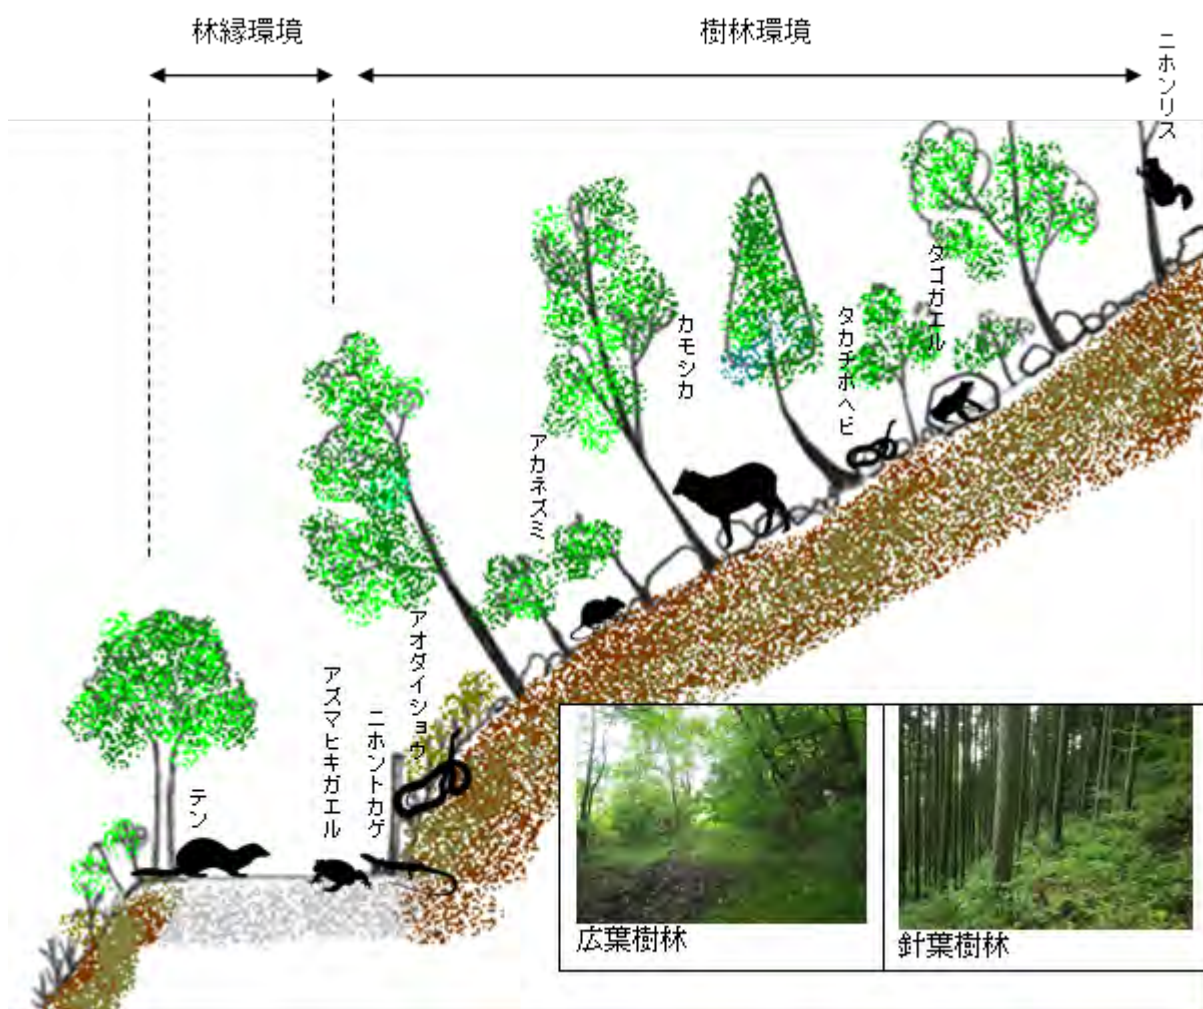 林縁環境
樹林環境
ニホンリス
タゴガエル
タカチホヘビ
カモシカ
アカネズミ
アオダイショウ
ニホントカゲ
アズマヒキガエル
テン
広葉樹林
針葉樹林